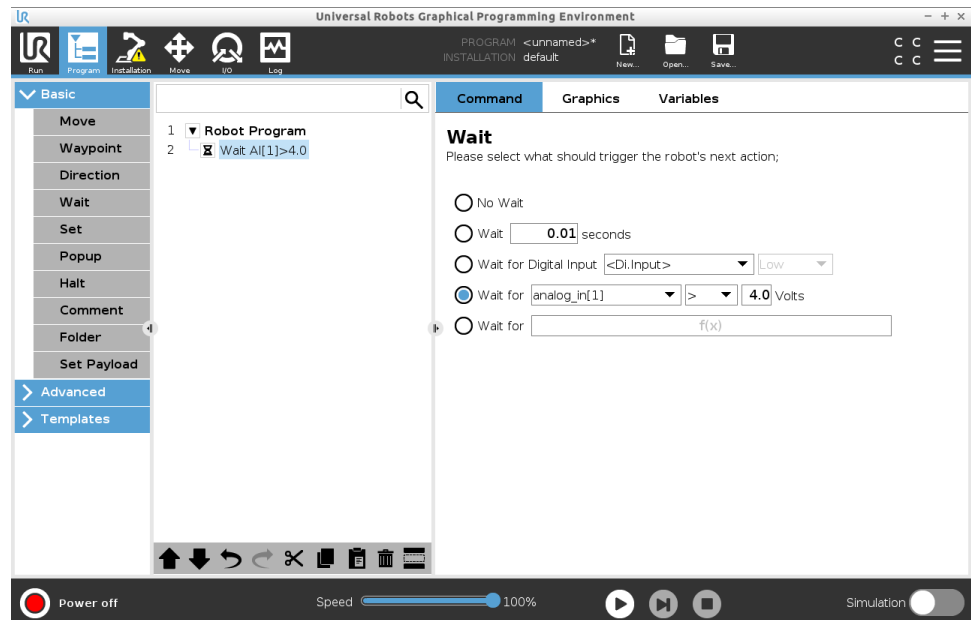 UR
Universal Robots Graphical Programming Environment
UR
Run
Program
Installation
Move
I/O
Log
PROGRAM <unnamed>*
INSTALLATION default
New...
Open...
Save...
C C
C C
Basic
Move
Waypoint
Direction
Wait
Set
Popup
Halt
Comment
Folder
Set Payload
Advanced
Templates
1 Robot Program
2 Wait AI[1]>4.0
Command Graphics Variables
Wait
Please select what should trigger the robot's next action;
No Wait
Wait 0.01 seconds
Wait for Digital Input <Di.Input> Low
Wait for analog_in[1] > 4.0 Volts
Wait for f(x)
Power off
Speed 100%
Simulation